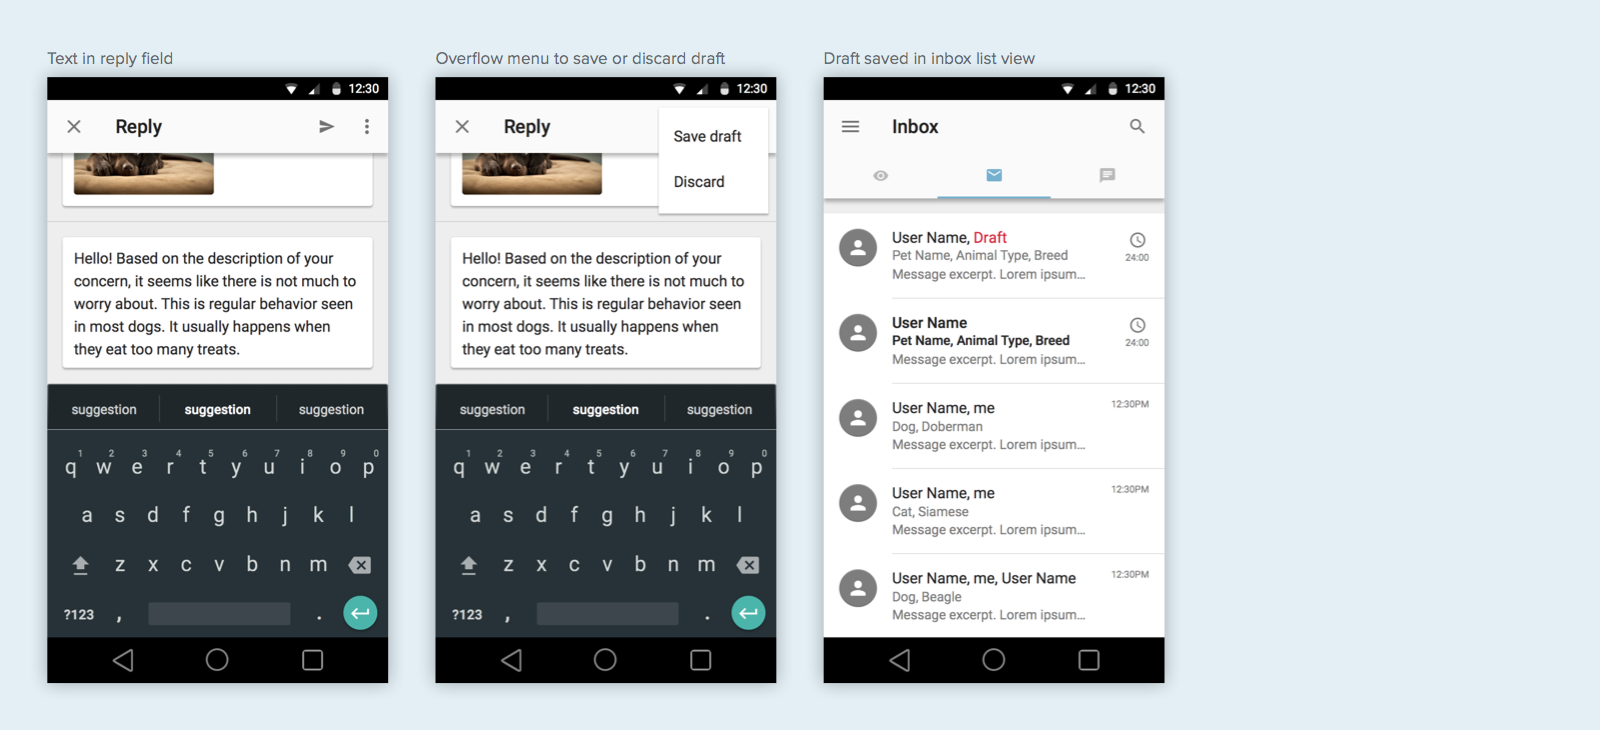 Text in reply field
12:30
Reply
Hello! Based on the description of your
concern, it seems like there is not much to
worry about. This is regular behavior seen
in most dogs. It usually happens when
they eat too many treats.
suggestion suggestion suggestion
1 2 3 4 5 6 7 8 9 0
q w e r t y u i o p
a s d f g h j k l
z x c v b n m
?123 , .
Overflow menu to save or discard draft
12:30
Reply
Save draft
Discard
Hello! Based on the description of your
concern, it seems like there is not much to
worry about. This is regular behavior seen
in most dogs. It usually happens when
they eat too many treats.
suggestion suggestion suggestion
1 2 3 4 5 6 7 8 9 0
q w e r t y u i o p
a s d f g h j k l
z x c v b n m
?123 , .
Draft saved in inbox list view
12:30
Inbox
User Name, Draft
Pet Name, Animal Type, Breed
24:00
Message excerpt. Lorem ipsum...
User Name
Pet Name, Animal Type, Breed
24:00
Message excerpt. Lorem ipsum...
User Name, me
12:30PM
Dog, Doberman
Message excerpt. Lorem ipsum...
User Name, me
12:30PM
Cat, Siamese
Message excerpt. Lorem ipsum...
User Name, me, User Name
12:30PM
Dog, Beagle
Message excerpt. Lorem ipsum...